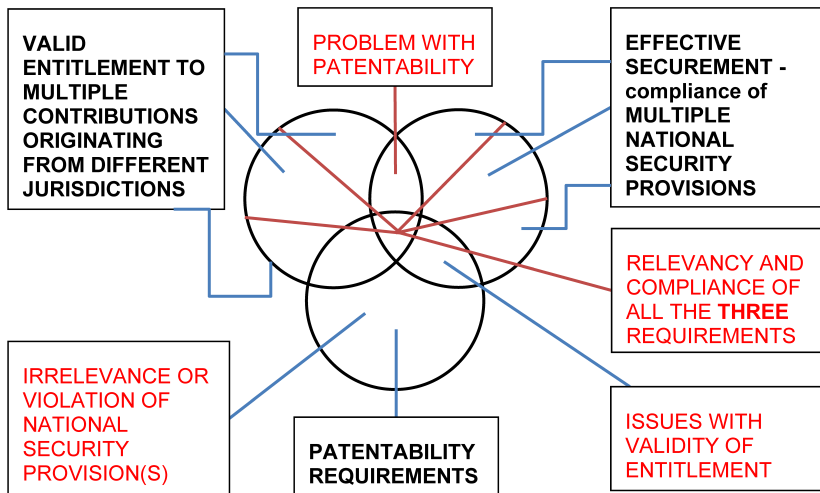 VALID
ENTITLEMENT TO
MULTIPLE
CONTRIBUTIONS
ORIGINATING
FROM DIFFERENT
JURISDICTIONS
PROBLEM WITH
PATENTABILITY
EFFECTIVE
SECUREMENT -
compliance of
MULTIPLE
NATIONAL
SECURITY
PROVISIONS
RELEVANCY AND
COMPLIANCE OF
ALL THE THREE
REQUIREMENTS
IRRELEVANCE OR
VIOLATION OF
NATIONAL
SECURITY
PROVISION(S)
PATENTABILITY
REQUIREMENTS
ISSUES WITH
VALIDITY OF
ENTITLEMENT